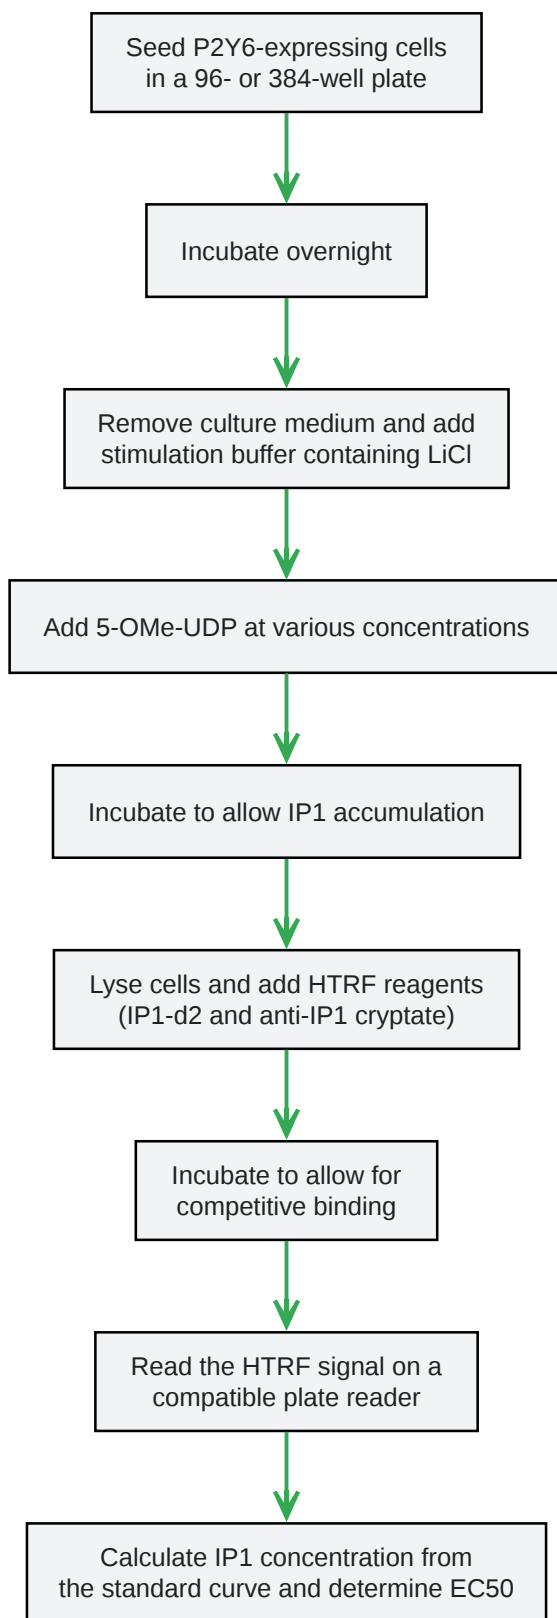 Seed P2Y6-expressing cells
in a 96- or 384-well plate
Incubate overnight
Remove culture medium and add
stimulation buffer containing LiCl
Add 5-OMe-UDP at various concentrations
Incubate to allow IP1 accumulation
Lyse cells and add HTRF reagents
(IP1-d2 and anti-IP1 cryptate)
Incubate to allow for
competitive binding
Read the HTRF signal on a
compatible plate reader
Calculate IP1 concentration from
the standard curve and determine EC50